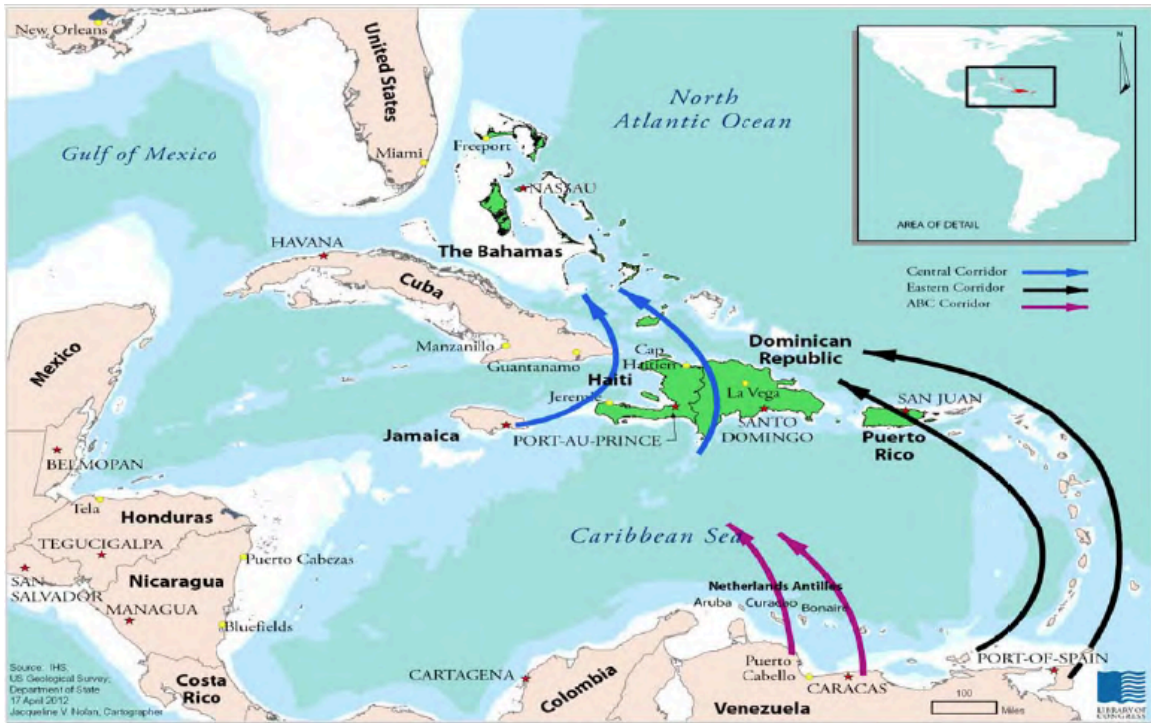 New Orleans
United States
North
Atlantic Ocean
N
Gulf of Mexico
Freeport
Miami
NASSAU
AREA OF DETAIL
HAVANA
The Bahamas
Cuba
Central Corridor
Eastern Corridor
ABC Corridor
Mexico
Manzillo
Guantanamo
Cap
Haitien
Dominican
Republic
Haiti
Jeremie
La Vega
SAN JUAN
Jamaica
PORT-AU-PRINCE
SANTO
DOMINGO
Puerto
Rico
BELMOPAN
Tela
Honduras
TEGUCIGALPA
Caribbean Sea
Puerto Cabezas
SAN
SALVADOR
Nicaragua
MANAGUA
Netherlands Antilles
Aruba
Curacao
Bonaire
Bluefields
PORT-OF-SPAIN
Source: IHS;
US Geological Survey;
Department of State
17 April 2012
Jacqueline V. Nolan, Cartographer
Costa
Rico
CARTAGENA
Colombia
Puerto
Cabello
CARACAS
Venezuela
100
Miles
LIBRARY OF
CONGRESS